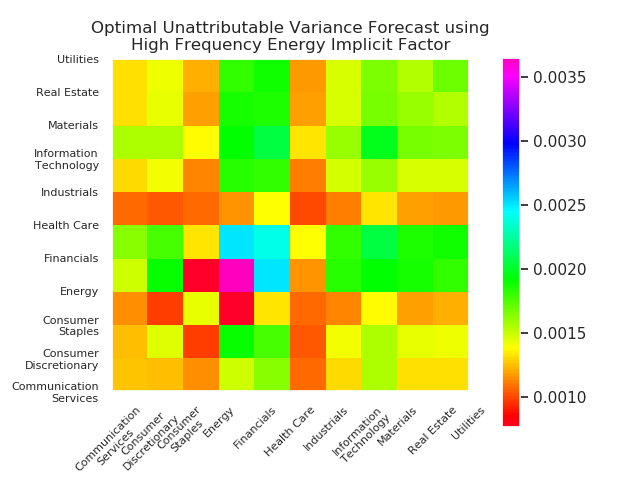 Optimal Unattributable Variance Forecast using
High Frequency Energy Implicit Factor
Utilities
Real Estate
Materials
Information
Technology
Industrials
Health Care
Financials
Energy
Consumer
Staples
Consumer
Discretionary
Communication
Services
0.0035
0.0030
0.0025
0.0020
0.0015
0.0010
Communication
Services
Consumer
Discretionary
Consumer
Staples
Energy
Financials
Health Care
Industrials
Information
Technology
Materials
Real Estate
Utilities